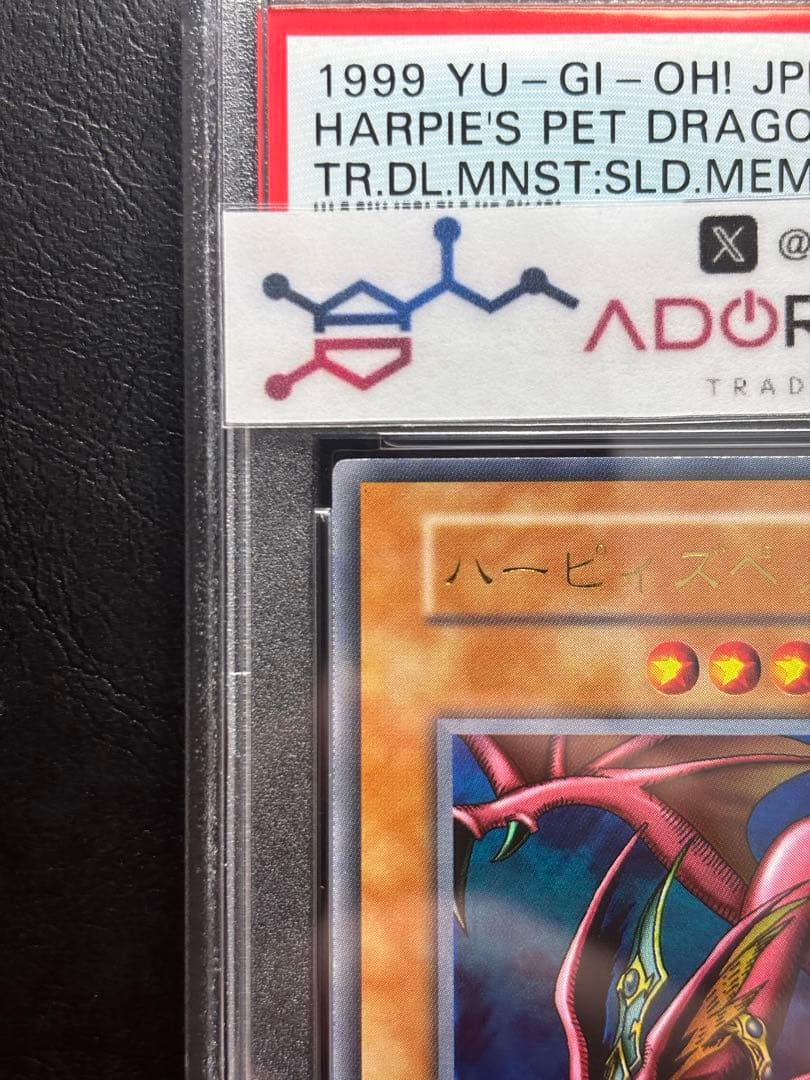 1999 YU-GI-OH! JP
HARPIE'S PET DRAGO
TR.DL.MNST:SLD.MEM
X @
ADOR
TRAD
ハーピィズペ